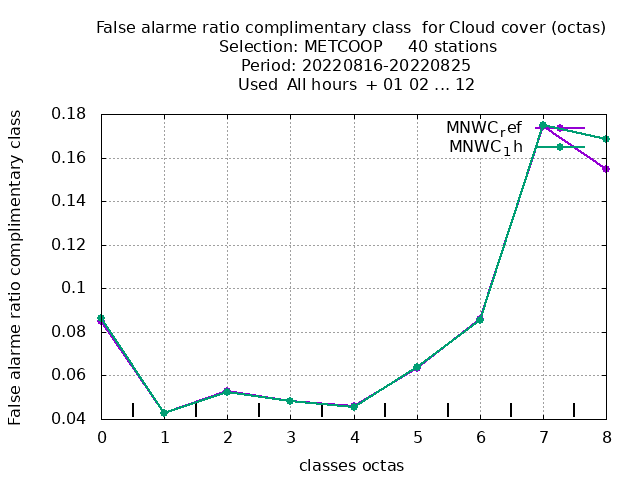 False alarme ratio complimentary class  for Cloud cover (octas)
Selection: METCOOP     40 stations
Period: 20220816-20220825
Used  All hours  + 01 02 ... 12
False alarme ratio complimentary class
0.18
0.16
0.14
0.12
0.1
0.08
0.06
0.04
MNWCref
MNWC1h
0 1 2 3 4 5 6 7 8
classes octas